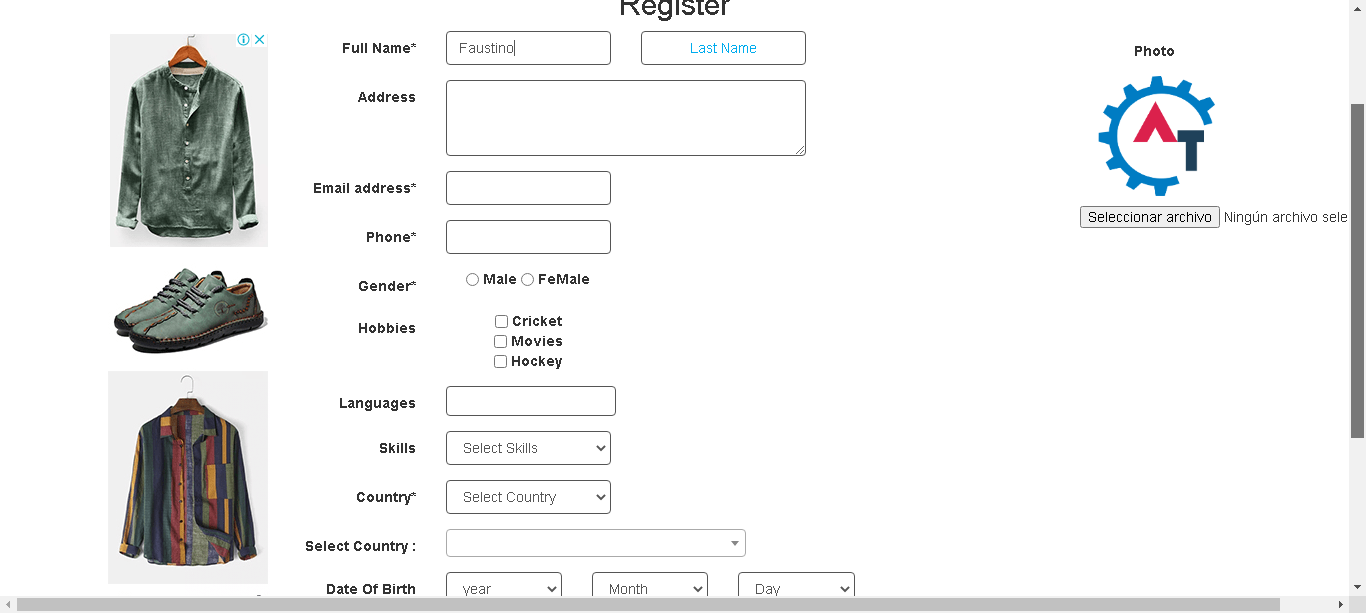 Register
Full Name* Faustino Last Name
Photo
Address
AT
Email address*
Seleccionar archivo Ningún archivo sele
Phone*
Gender* Male FeMale
Hobbies Cricket
Movies
Hockey
Languages
Skills Select Skills
Country* Select Country
Select Country :
Date Of Birth year Month Day